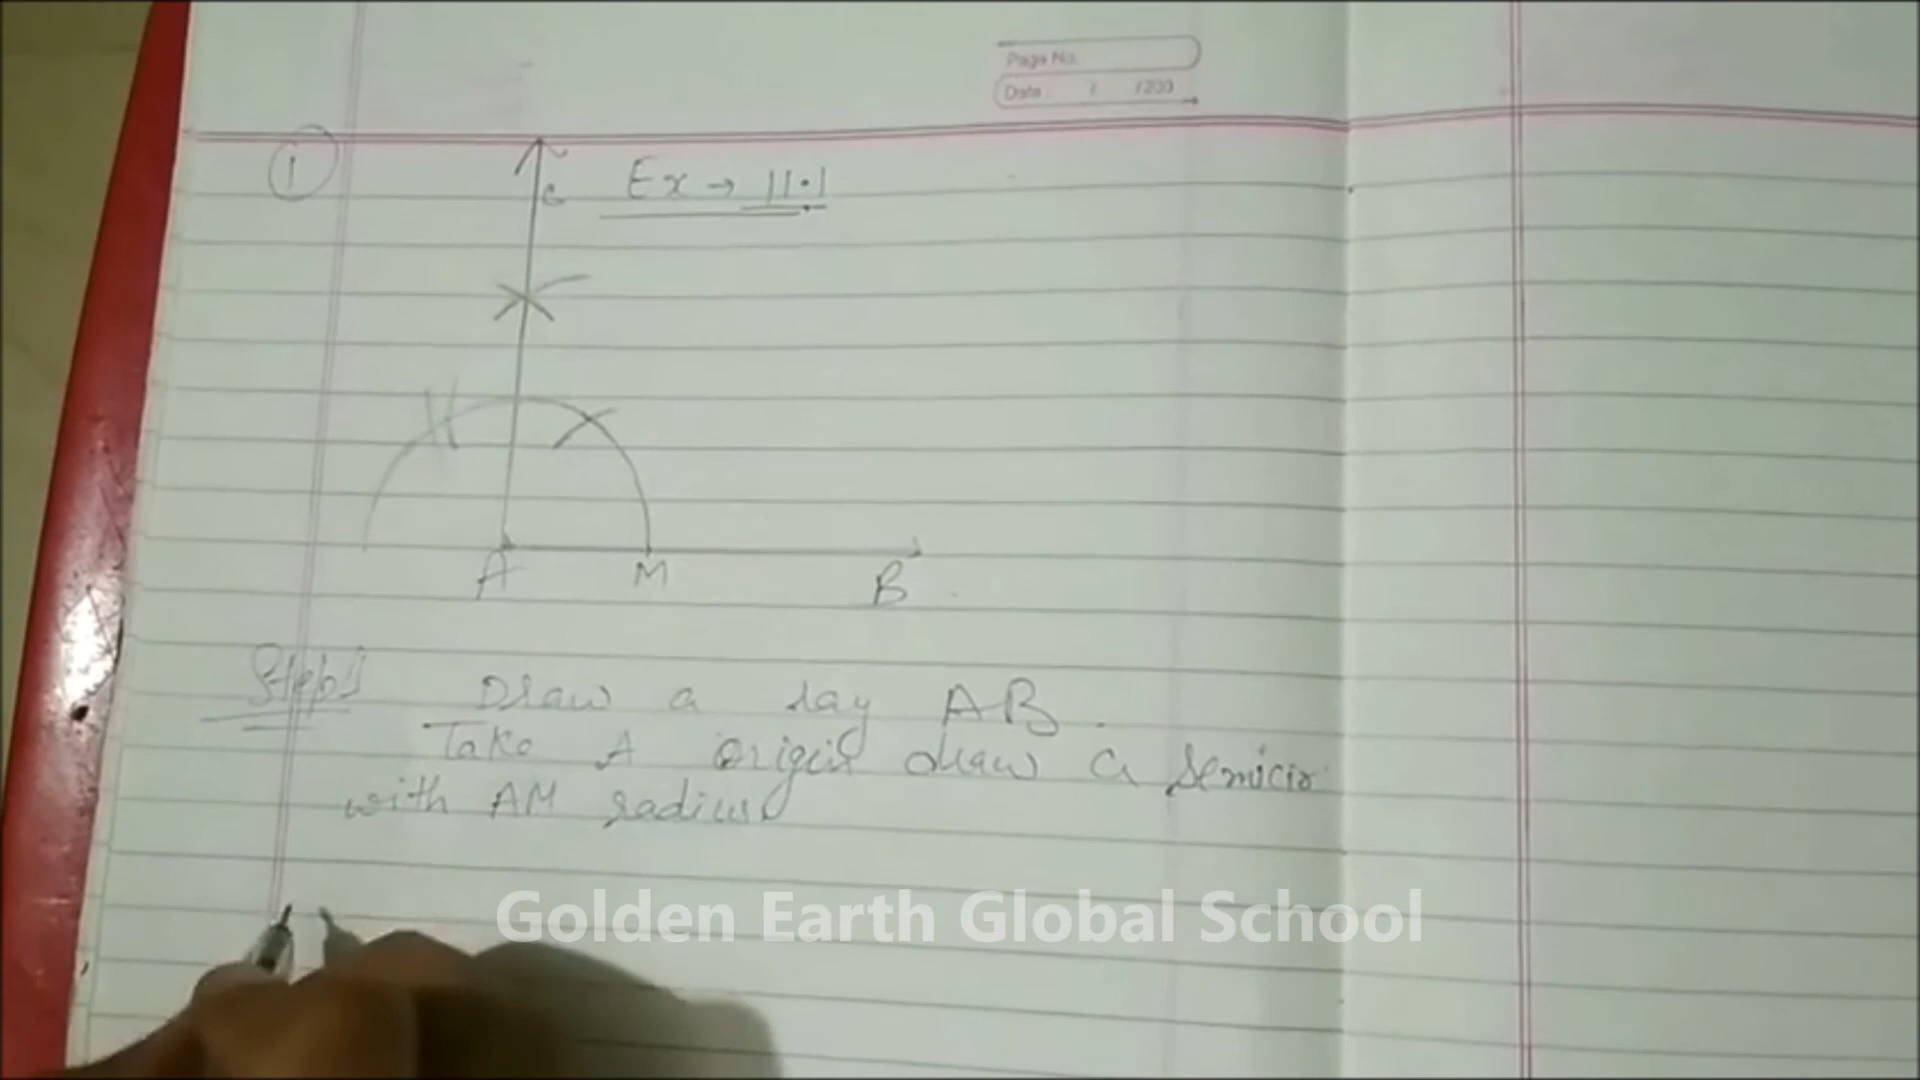 Page No.
Date : / /200
1
C Ex → 11.1
A M B
Steps Draw a ray AB.
Take A origin draw a semicir
with AM radius
Golden Earth Global School